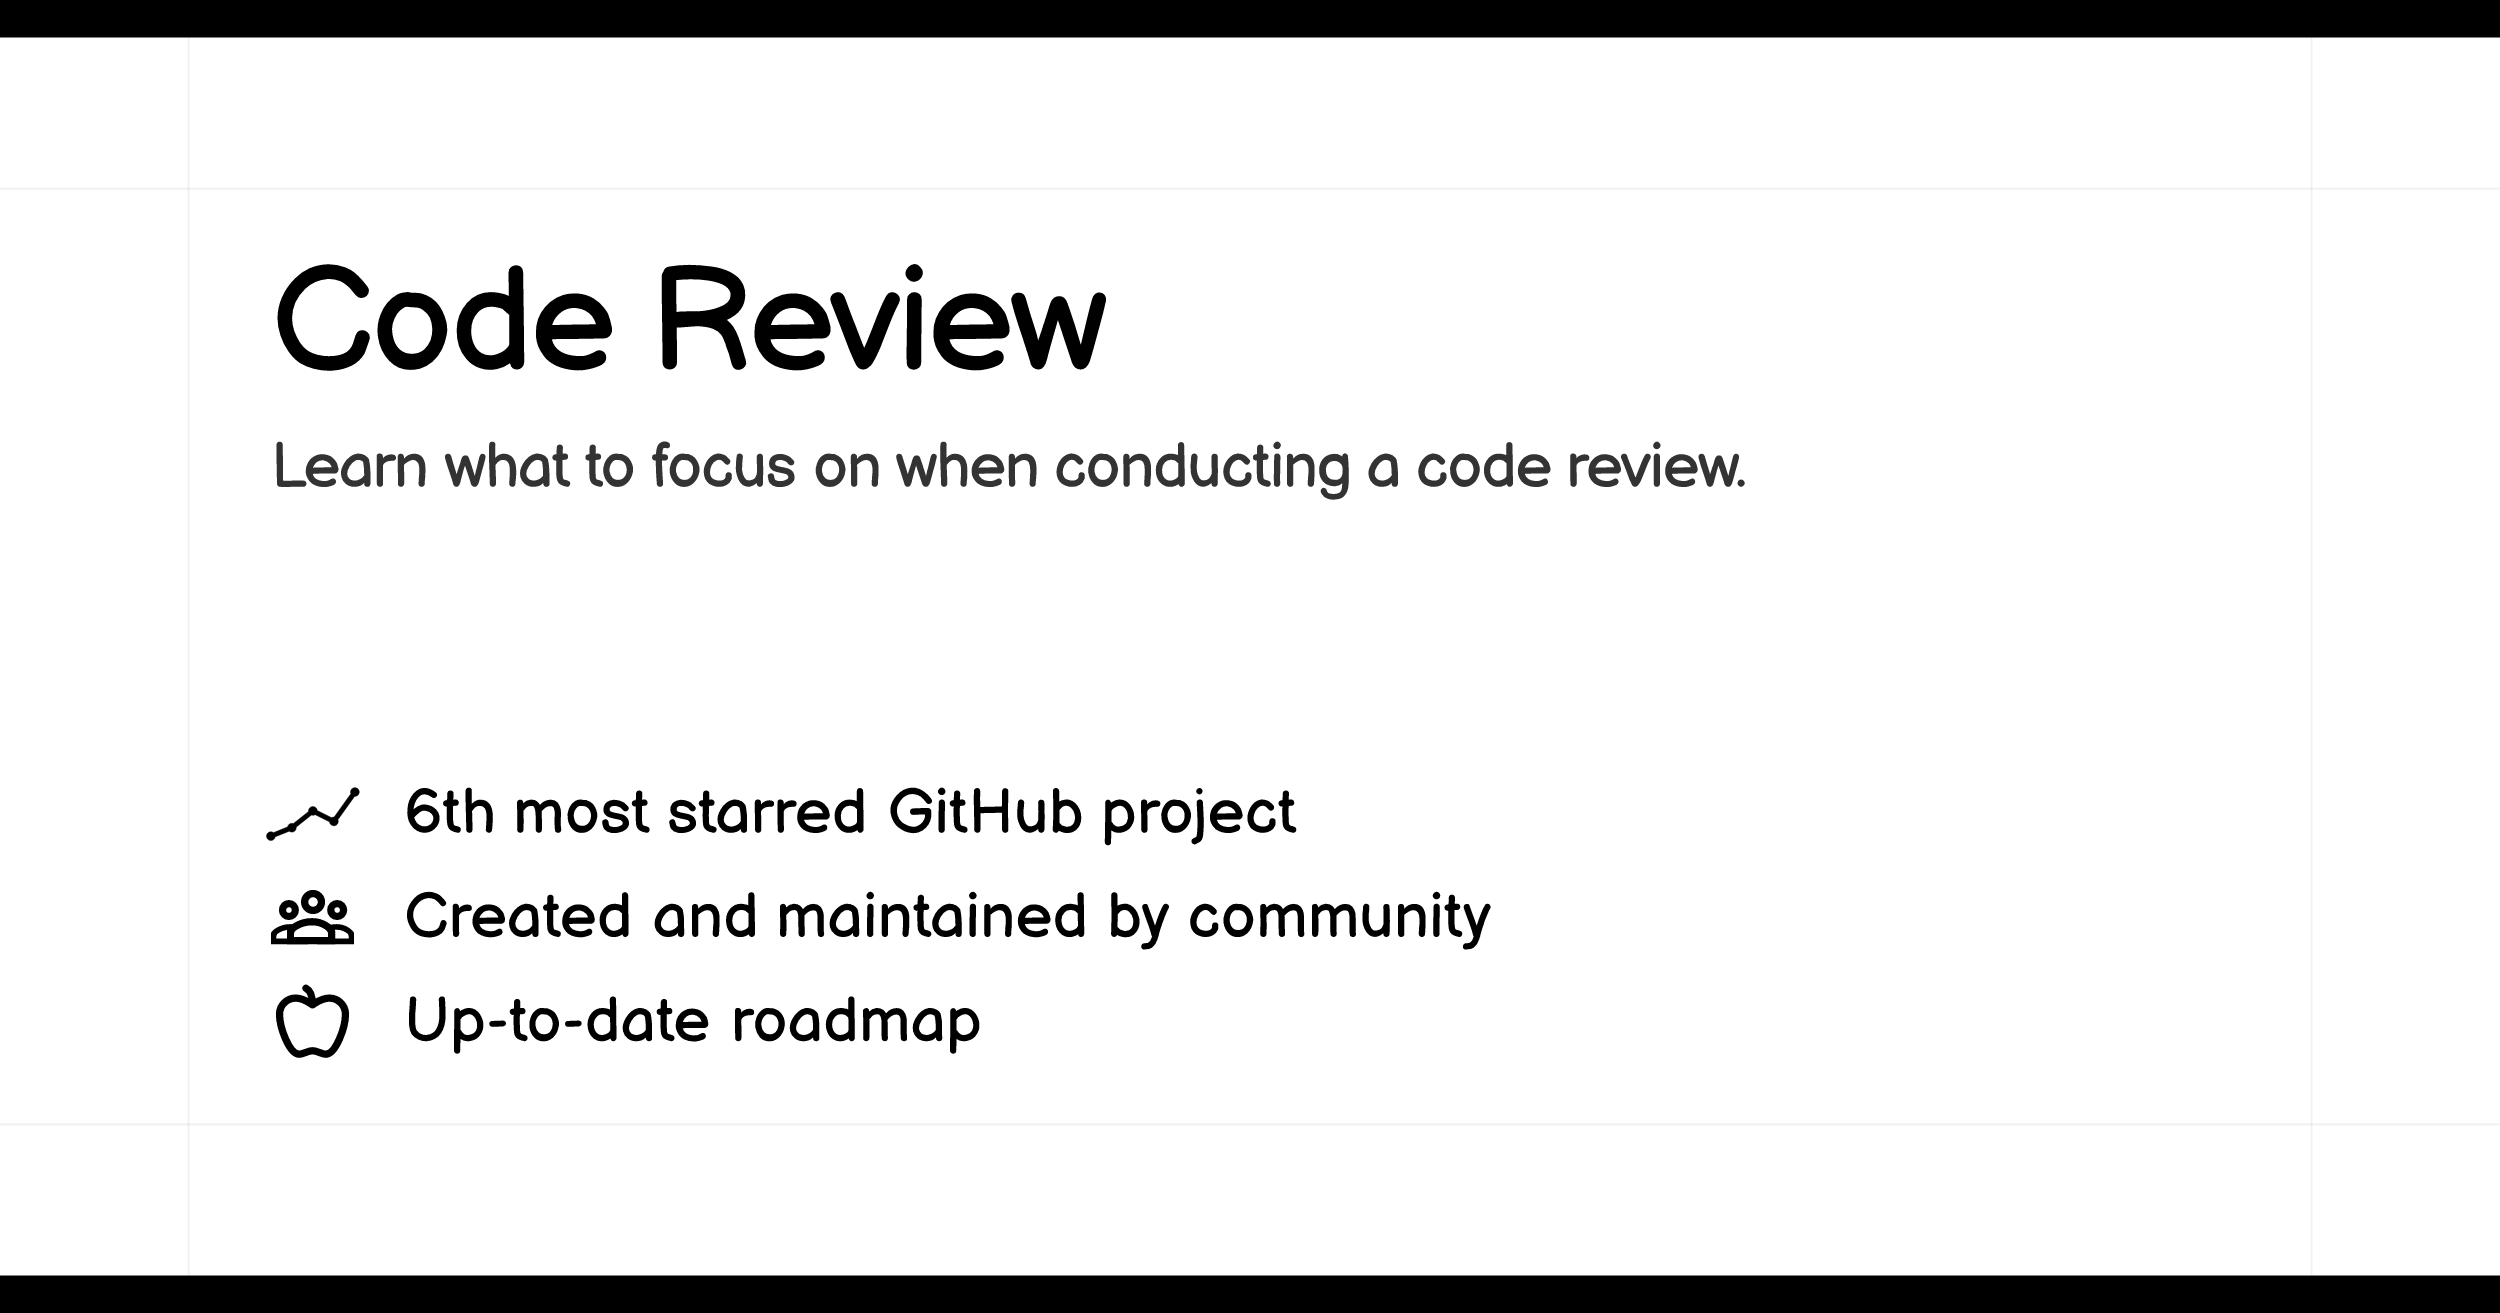 Code Review
Learn what to focus on when conducting a code review.
6th most starred GitHub project
Created and maintained by community
Up-to-date roadmap